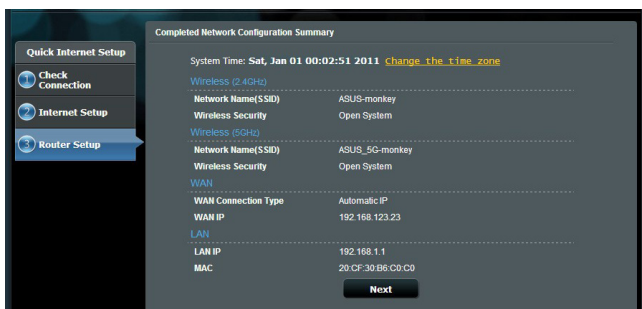 Completed Network Configuration Summary
Quick Internet Setup
1 Check Connection
2 Internet Setup
3 Router Setup
System Time: Sat, Jan 01 00:02:51 2011 Change the time zone
Wireless (2.4GHz)
Network Name(SSID) ASUS-monkey
Wireless Security Open System
Wireless (5GHz)
Network Name(SSID) ASUS_5G-monkey
Wireless Security Open System
WAN
WAN Connection Type Automatic IP
WAN IP 192.168.123.23
LAN
LAN IP 192.168.1.1
MAC 20:CF:30:B6:C0:C0
Next